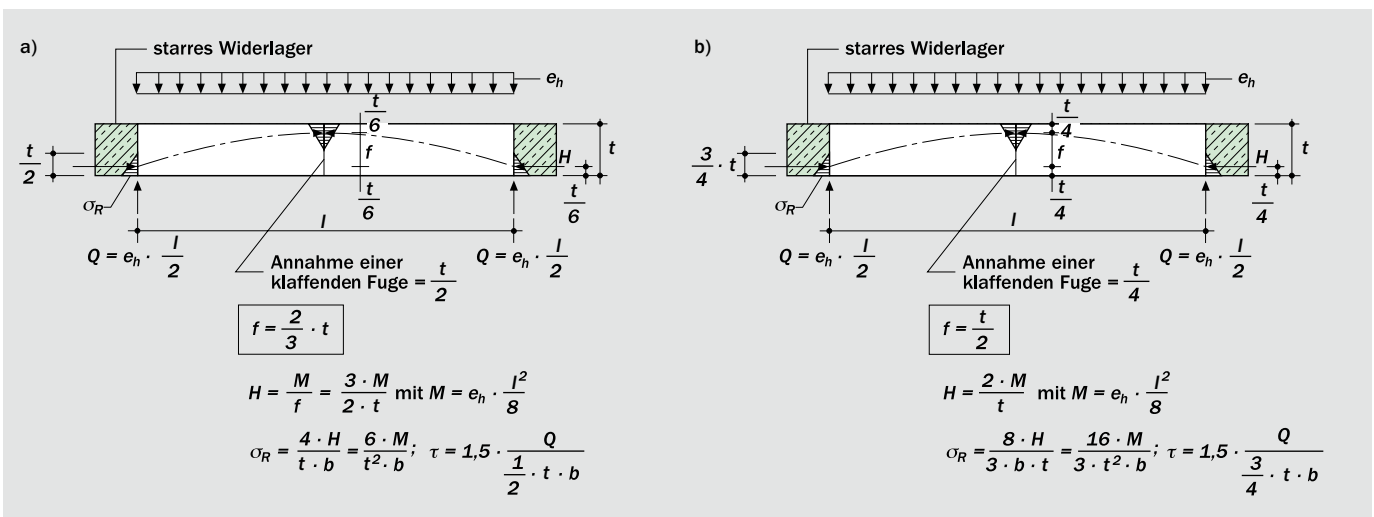 a)
starres Widerlager
e_h
t/6
t/2
f
H
t
σ_R
t/6
t/6
l
Q = e_h · l/2
Q = e_h · l/2
Annahme einer
klaffenden Fuge = t/2
f = 2/3 · t
H = M/f = 3 · M/2 · t mit M = e_h · l²/8
σ_R = 4 · H/t · b = 6 · M/t² · b; τ = 1,5 · Q/(1/2 · t · b)
b)
starres Widerlager
e_h
t/4
3/4 · t
f
H
t
σ_R
t/4
t/4
l
Q = e_h · l/2
Q = e_h · l/2
Annahme einer
klaffenden Fuge = t/4
f = t/2
H = 2 · M/t mit M = e_h · l²/8
σ_R = 8 · H/3 · b · t = 16 · M/3 · t² · b; τ = 1,5 · Q/(3/4 · t · b)